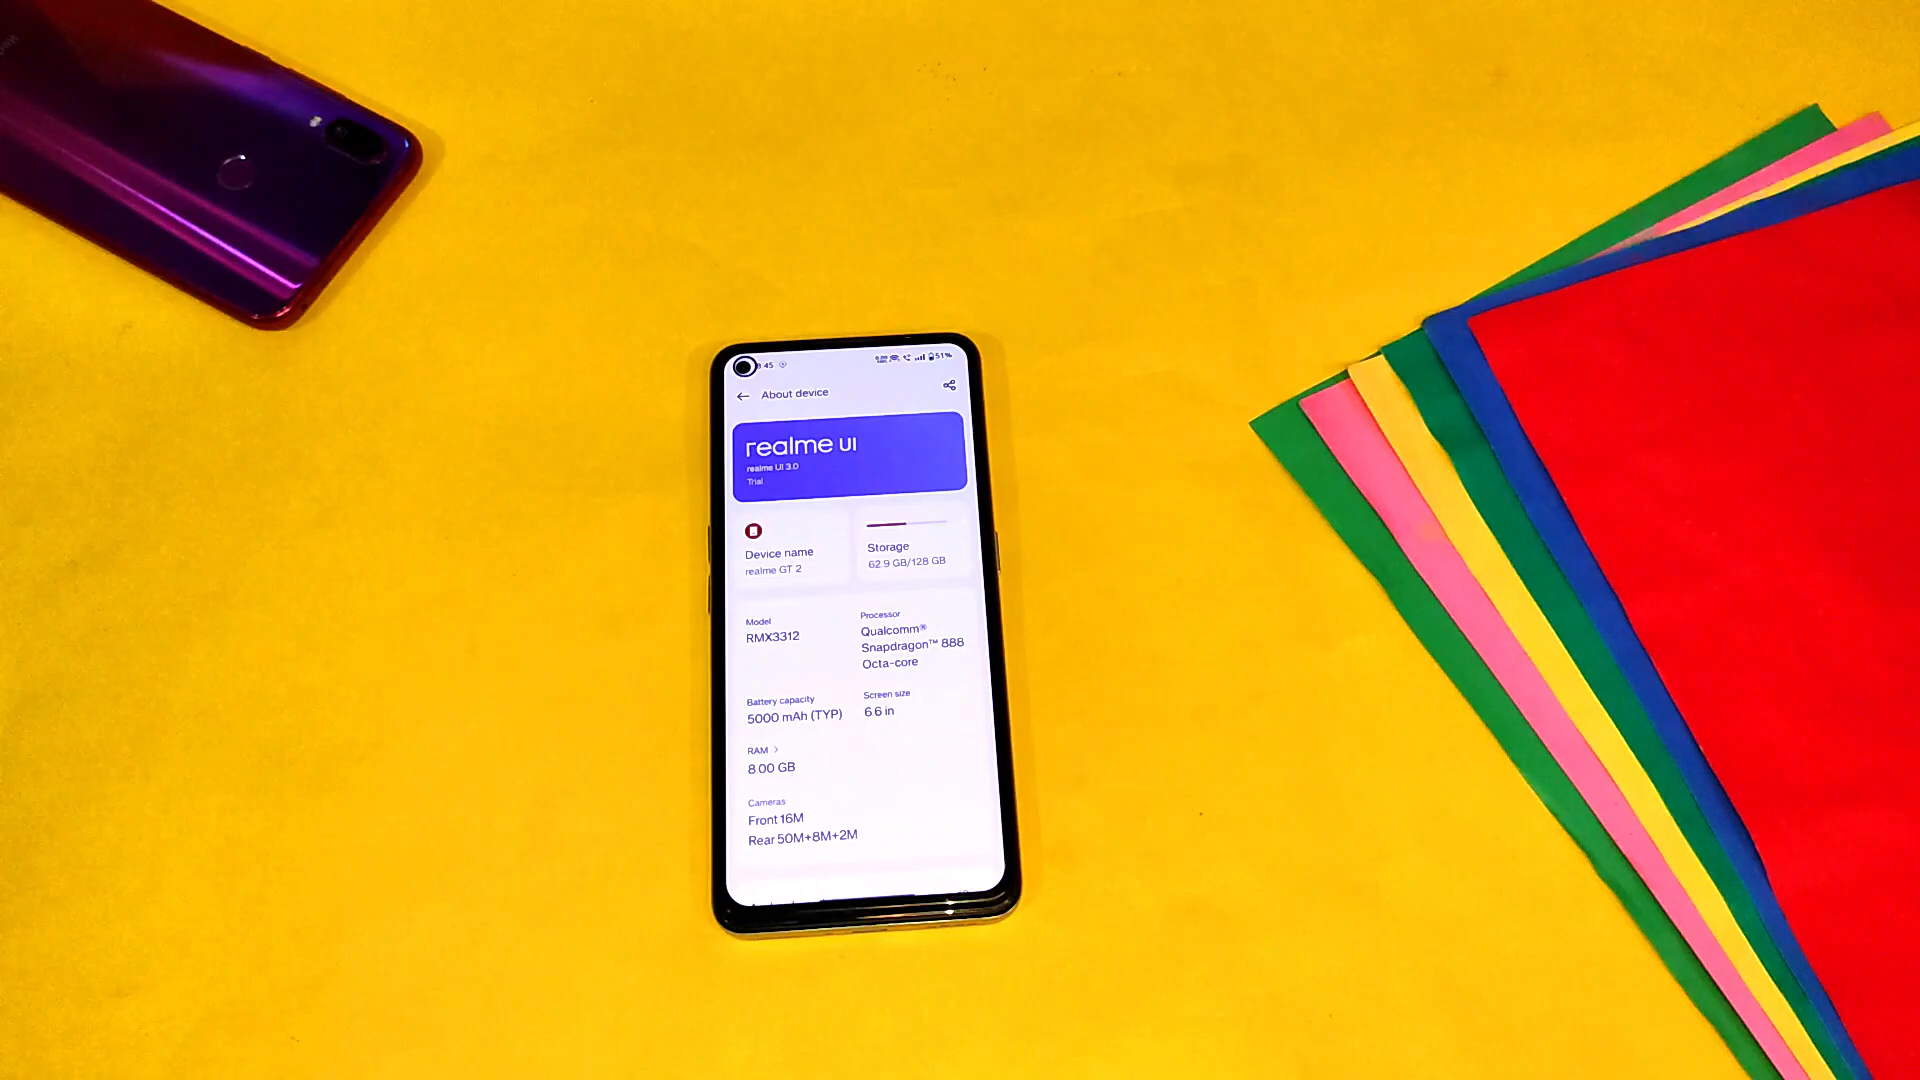 45
51%
About device
realme UI
realme UI 3.0
Trial
Device name
realme GT 2
Storage
62.9 GB/128 GB
Model
RMX3312
Processor
Qualcomm®
Snapdragon™ 888
Octa-core
Battery capacity
5000 mAh (TYP)
Screen size
6.6 in
RAM >
8.00 GB
Cameras
Front 16M
Rear 50M+8M+2M